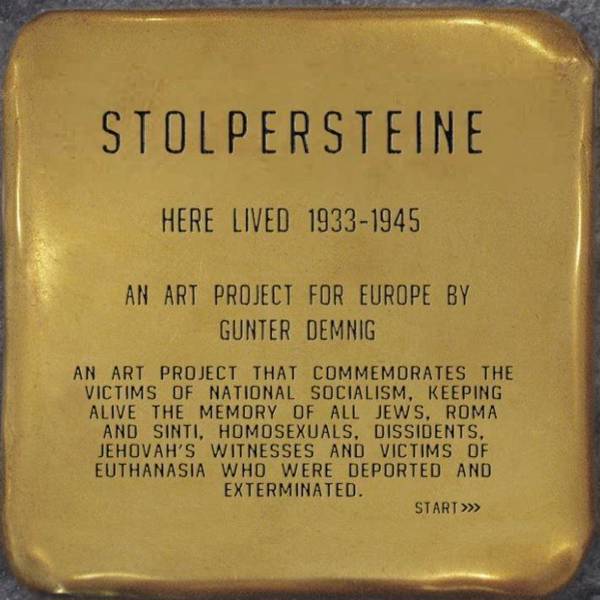 STOLPERSTEINE
HERE LIVED 1933-1945
AN ART PROJECT FOR EUROPE BY
GUNTER DEMNIG
AN ART PROJECT THAT COMMEMORATES THE
VICTIMS OF NATIONAL SOCIALISM, KEEPING
ALIVE THE MEMORY OF ALL JEWS, ROMA
AND SINTI, HOMOSEXUALS, DISSIDENTS,
JEHOVAH'S WITNESSES AND VICTIMS OF
EUTHANASIA WHO WERE DEPORTED AND
EXTERMINATED.
START>>>